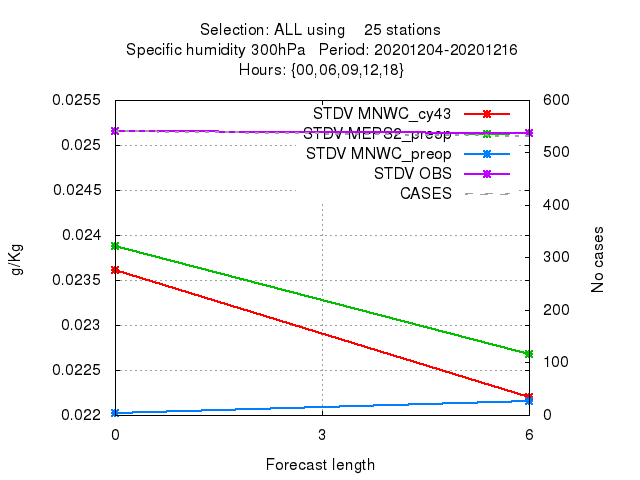 Selection: ALL using 25 stations
Specific humidity 300hPa Period: 20201204-20201216
Hours: {00,06,09,12,18}
0.0255
0.025
0.0245
0.024
0.0235
0.023
0.0225
0.022
g/Kg
STDV MNWC_cy43
STDV MEPS2_preop
STDV MNWC_preop
STDV OBS
CASES
600
500
400
300
200
100
0
No cases
0 3 6
Forecast length